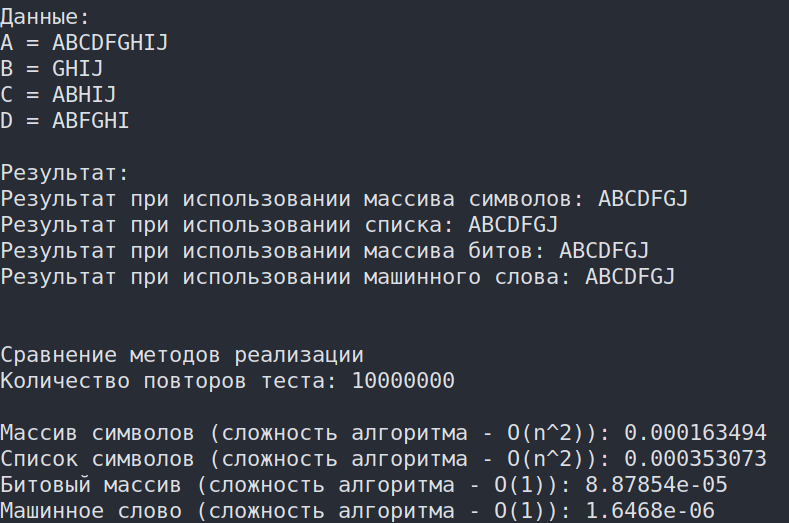 Данные:
A = ABCDFGHIJ
B = GHIJ
C = ABHIJ
D = ABFGHI
Результат:
Результат при использовании массива символов: ABCDFGJ
Результат при использовании списка: ABCDFGJ
Результат при использовании массива битов: ABCDFGJ
Результат при использовании машинного слова: ABCDFGJ
Сравнение методов реализации
Количество повторов теста: 10000000
Массив символов (сложность алгоритма - O(n^2)): 0.000163494
Список символов (сложность алгоритма - O(n^2)): 0.000353073
Битовый массив (сложность алгоритма - O(1)): 8.87854e-05
Машинное слово (сложность алгоритма - O(1)): 1.6468e-06